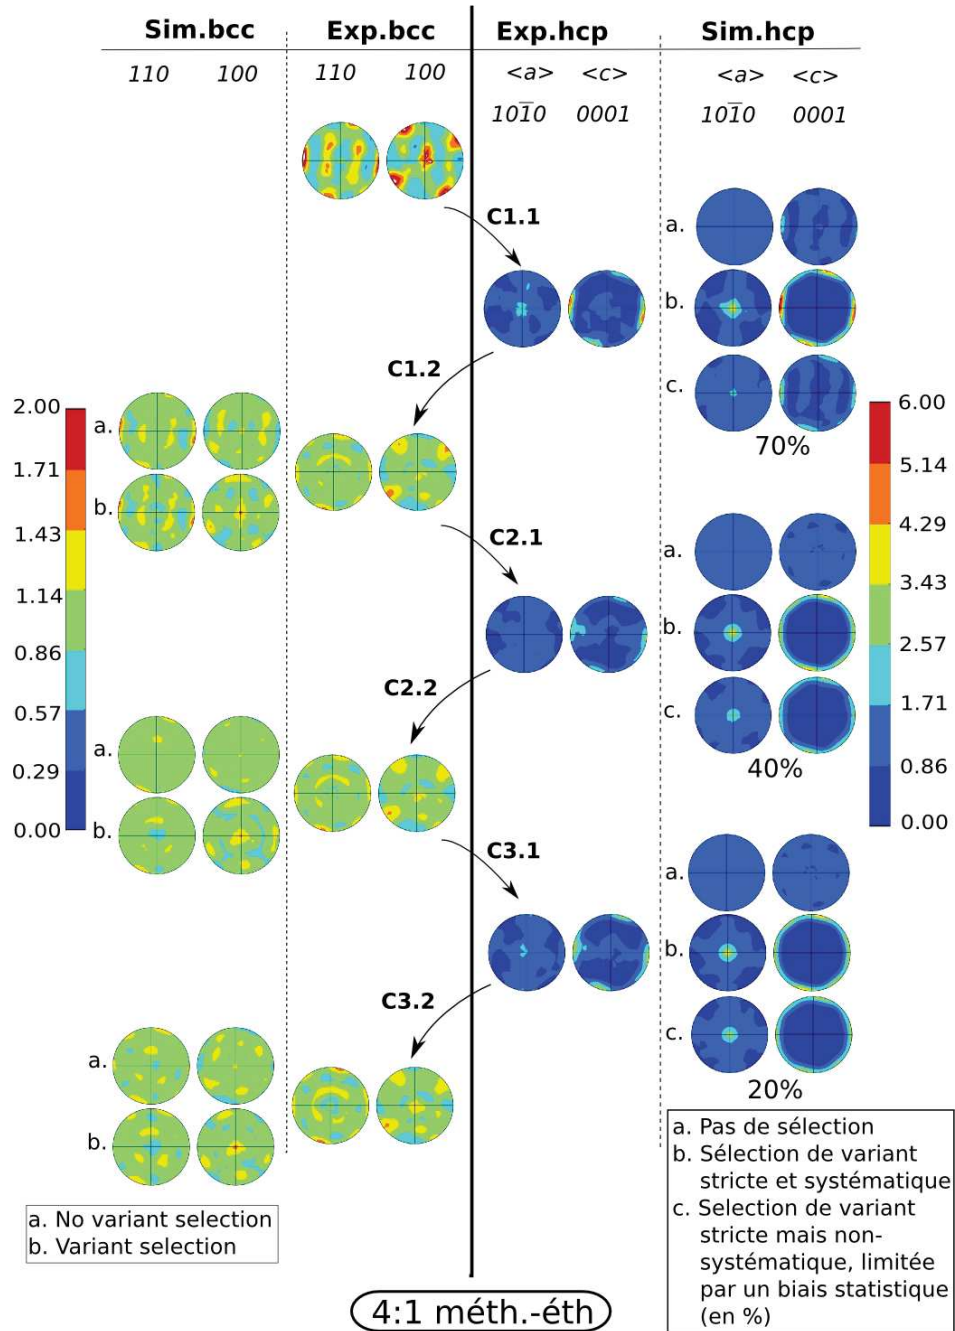 Sim.bcc Exp.bcc Exp.hcp Sim.hcp
110 100 110 100 <a> <c> <a> <c>
101̅0 0001 101̅0 0001
C1.1
a.
b.
c.
70%
C1.2
a.
b.
C2.1
a.
b.
c.
40%
C2.2
a.
b.
C3.1
a.
b.
c.
20%
C3.2
a.
b.
2.00
1.71
1.43
1.14
0.86
0.57
0.29
0.00
6.00
5.14
4.29
3.43
2.57
1.71
0.86
0.00
a. No variant selection
b. Variant selection
a. Pas de sélection
b. Sélection de variant
stricte et systématique
c. Selection de variant
stricte mais non-
systématique, limitée
par un biais statistique
(en %)
4:1 méth.-éth